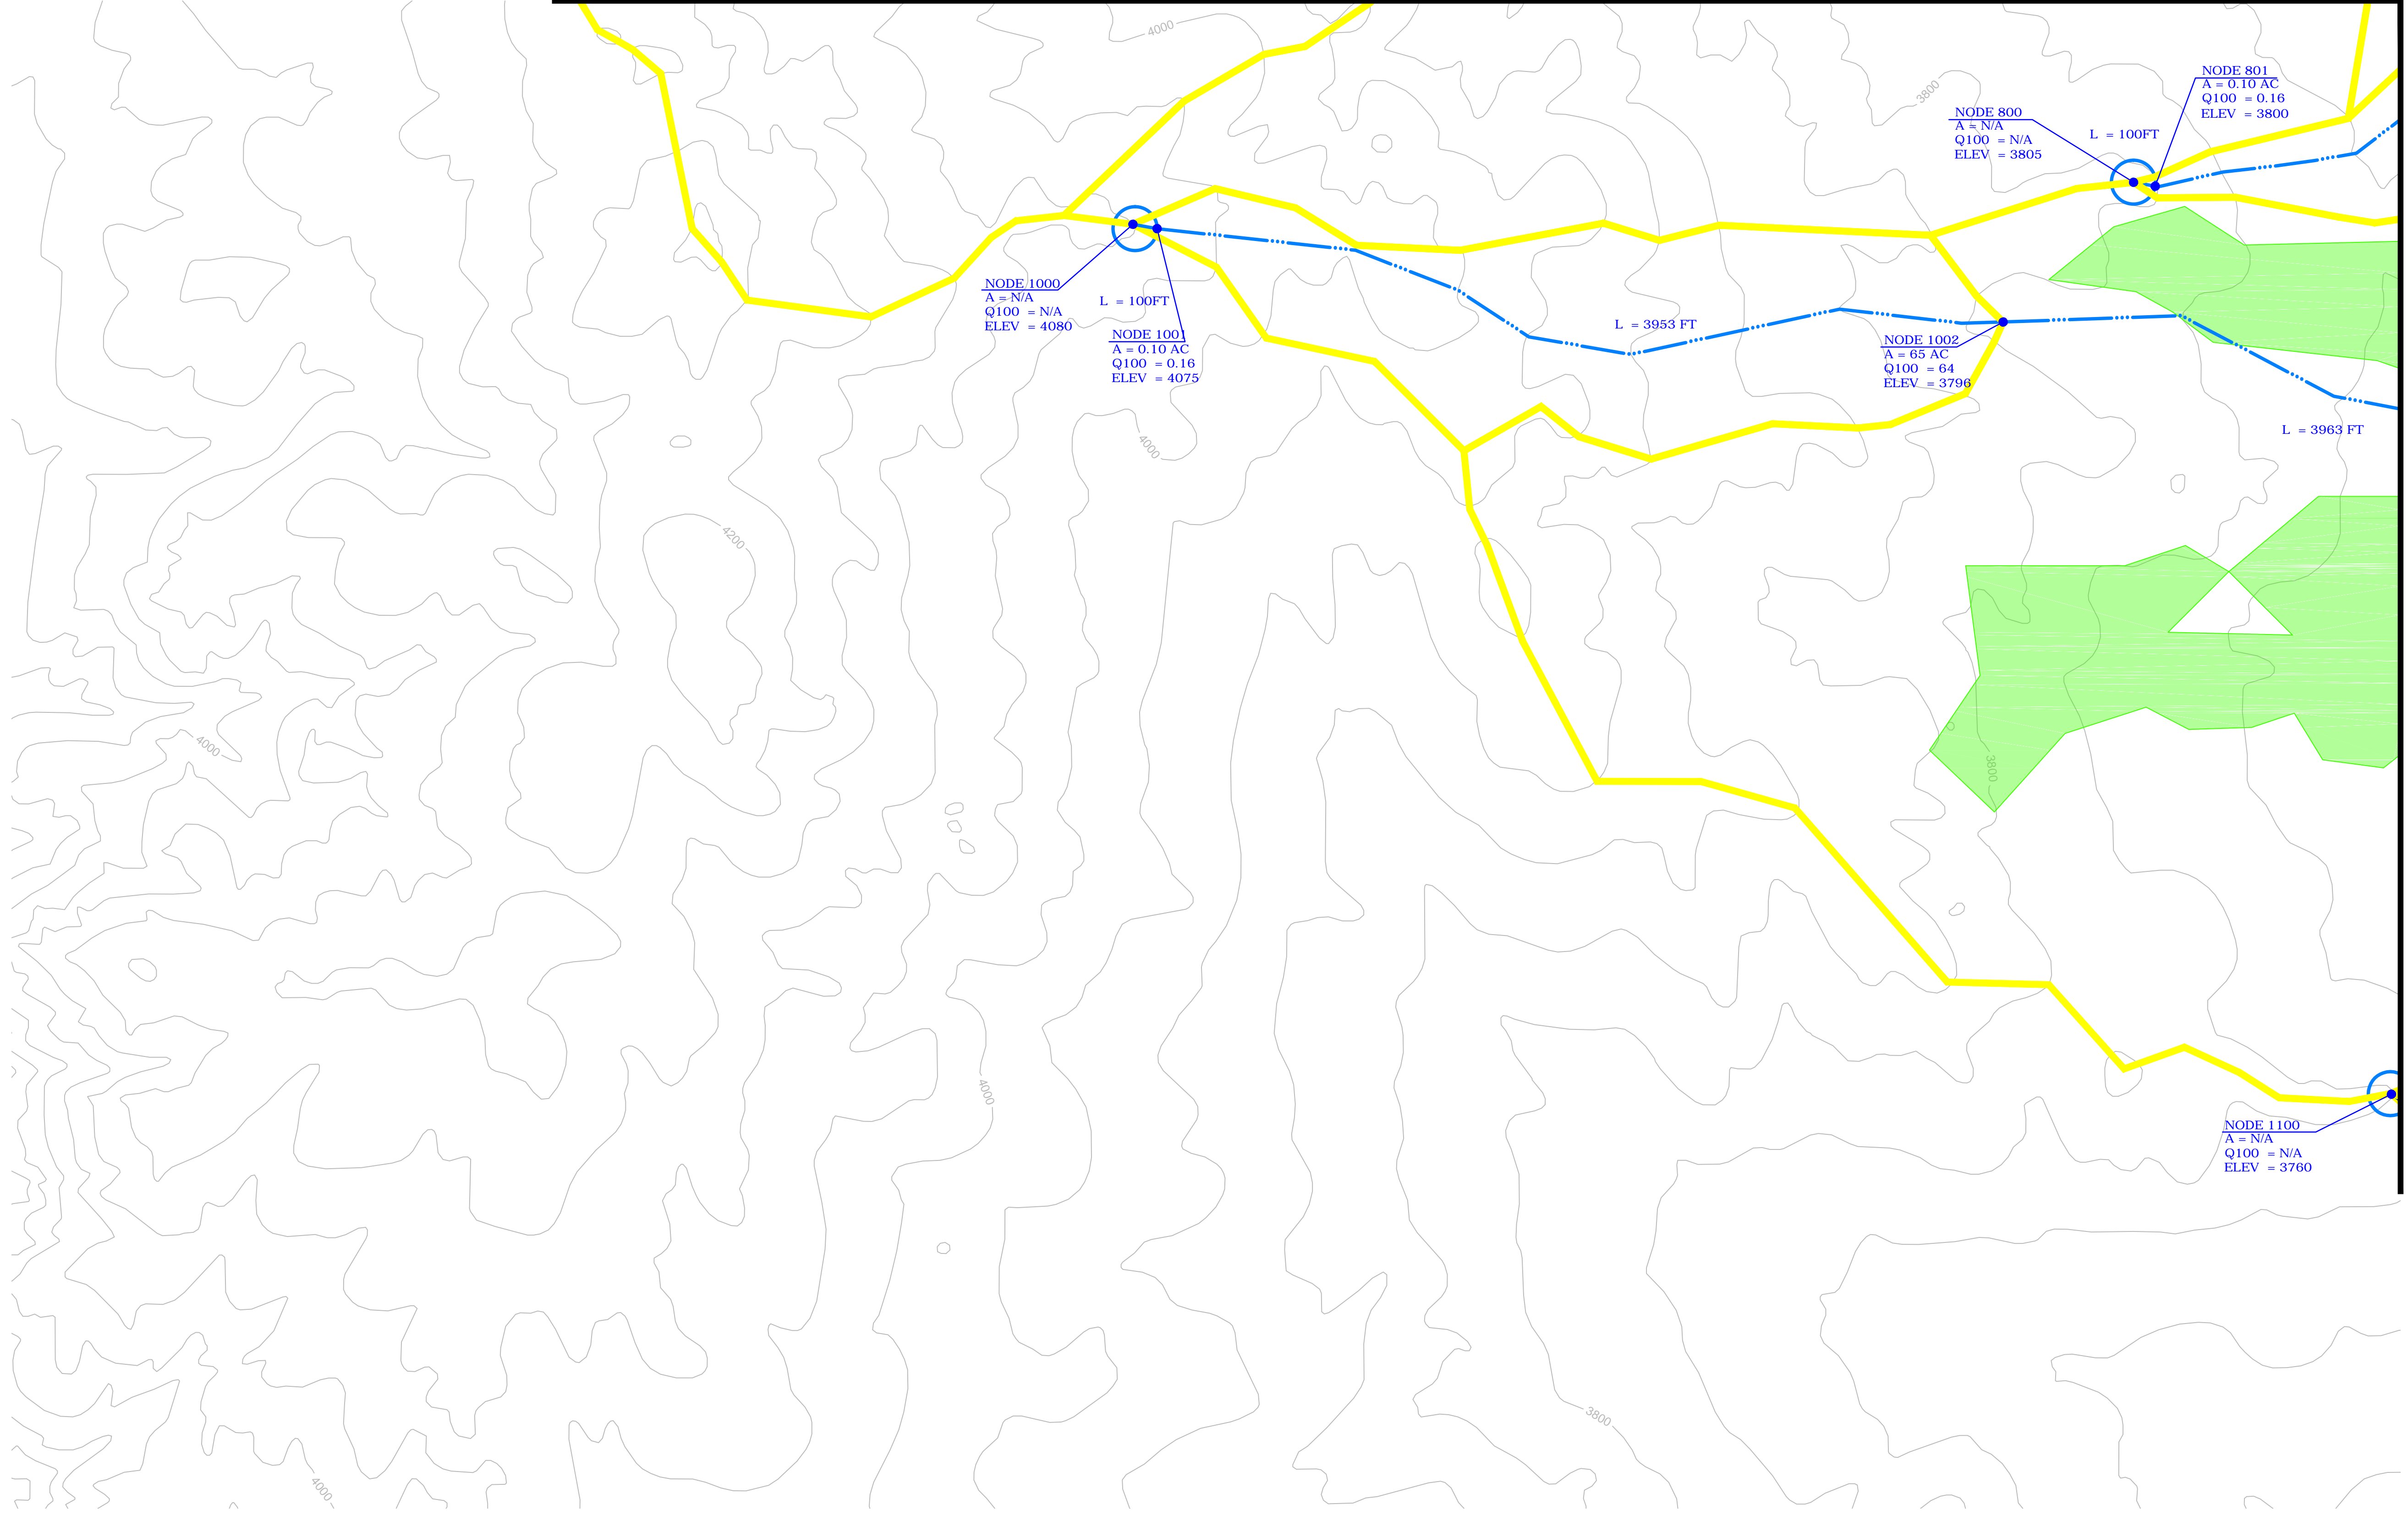 4000
NODE 801
A = 0.10 AC
Q100 = 0.16
ELEV = 3800
3800
NODE 800
A = N/A
Q100 = N/A
ELEV = 3805
L = 100FT
NODE 1000
A = N/A
Q100 = N/A
ELEV = 4080
L = 100FT
NODE 1001
A = 0.10 AC
Q100 = 0.16
ELEV = 4075
L = 3953 FT
NODE 1002
A = 65 AC
Q100 = 64
ELEV = 3796
L = 3963 FT
4000
4200
4000
3800
4000
NODE 1100
A = N/A
Q100 = N/A
ELEV = 3760
3800
4000